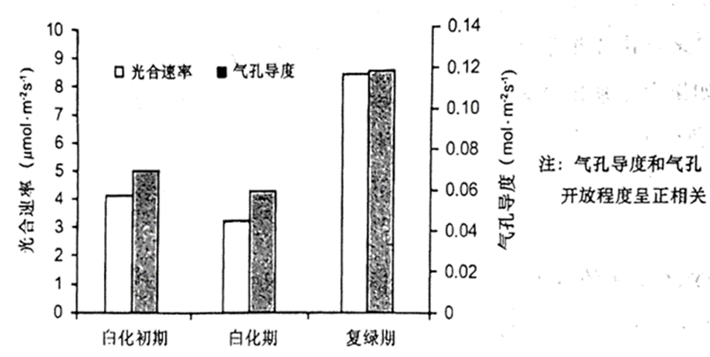 10
9
8
7
6
5
4
3
2
1
0
光合速率（μmol·m⁻²s⁻¹）
光合速率
气孔导度
白化初期
白化期
复绿期
0.14
0.12
0.10
0.08
0.06
0.04
0.02
0
气孔导度（mol·m⁻²s⁻¹）
注：气孔导度和气孔
开放程度呈正相关